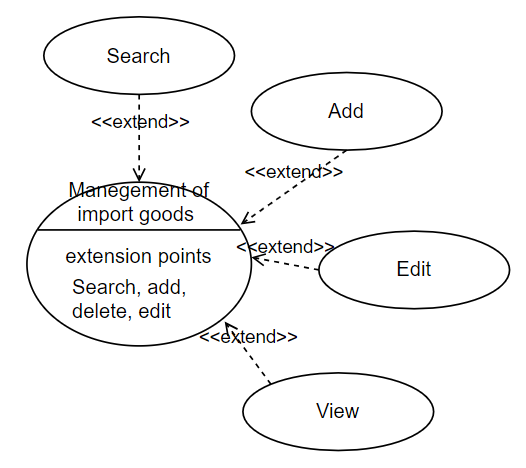 Search
<<extend>>
Add
<<extend>>
Manegement of
import goods
<<extend>>
extension points
Edit
Search, add,
delete, edit
<<extend>>
View